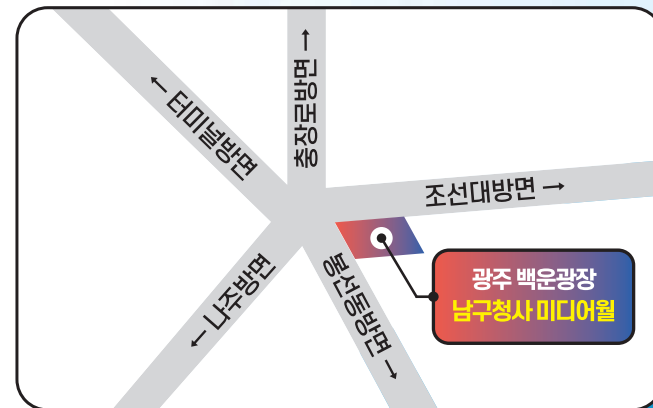 ← 터미널방면
충장로방면 →
조선대방면 →
← 나주방면
봉선동방면 →
광주 백운광장
남구청사 미디어월